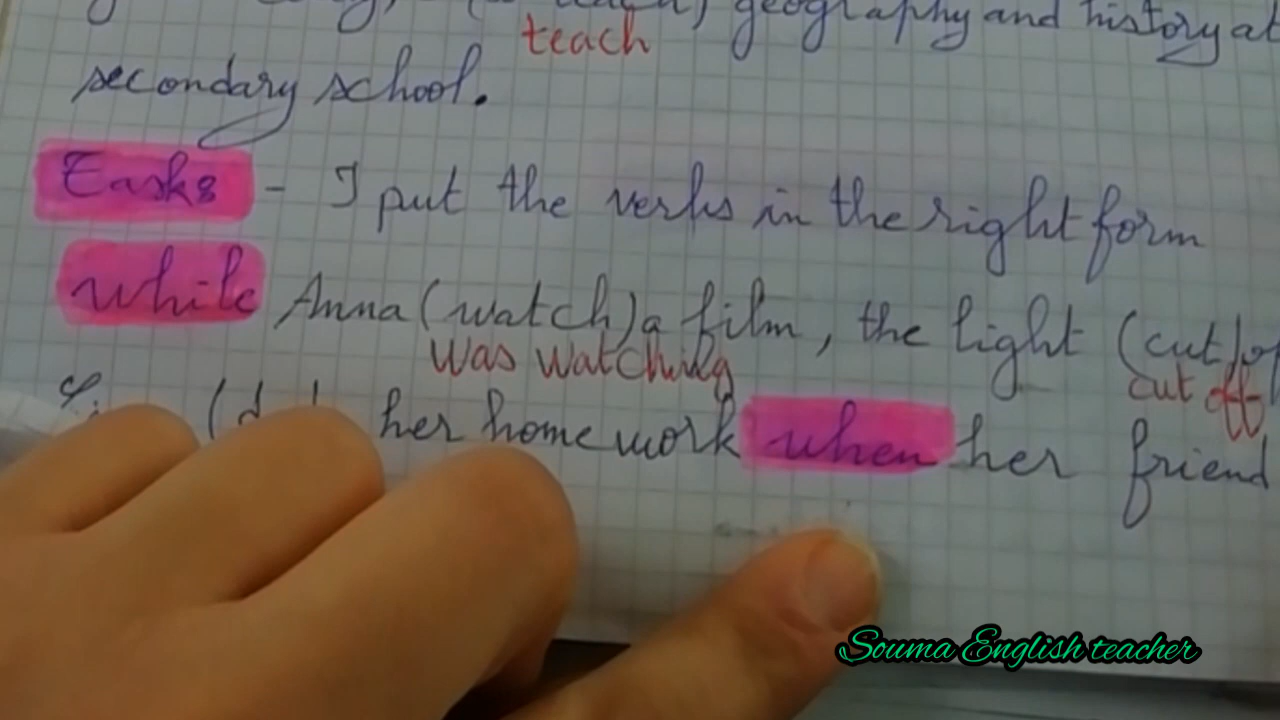 geography and history at
teach
secondary school.
Tasks - I put the verbs in the right form
while Anna (watch) a film, the light (cut)
was watching cut off
her homework when her friend
Souma English teacher